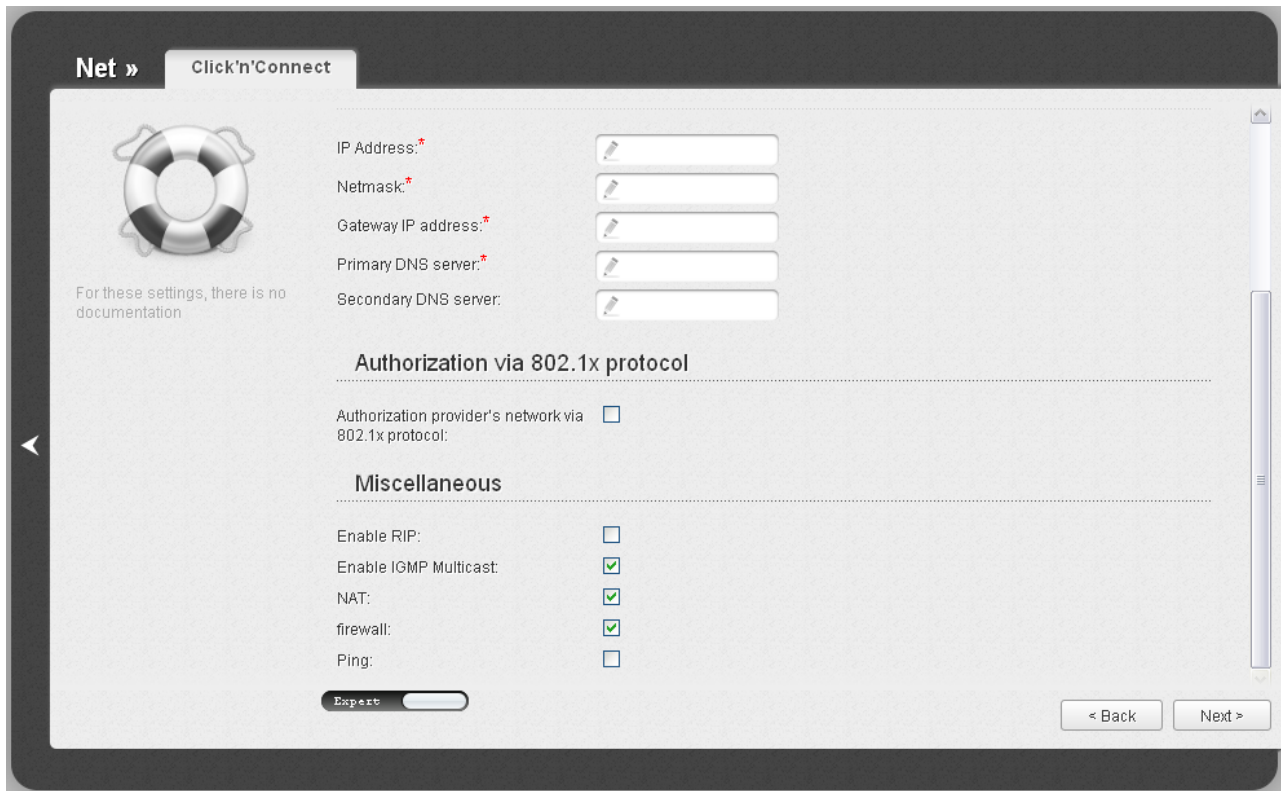 Net »
Click'n'Connect
For these settings, there is no
documentation
IP Address:*
Netmask:*
Gateway IP address:*
Primary DNS server:*
Secondary DNS server:
Authorization via 802.1x protocol
Authorization provider's network via
802.1x protocol:
Miscellaneous
Enable RIP:
Enable IGMP Multicast:
NAT:
firewall:
Ping:
Expert
< Back
Next >